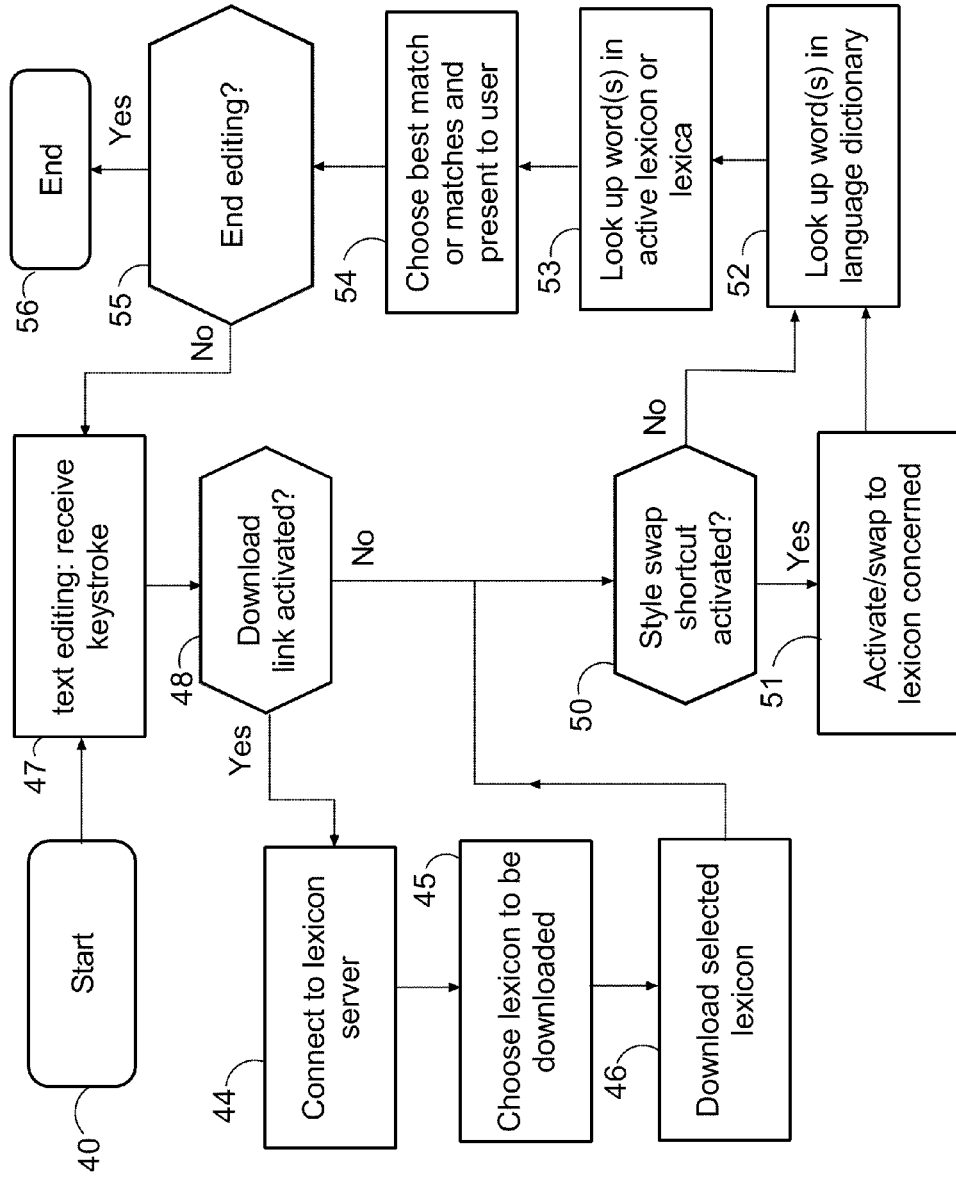 40
Start
47
text editing: receive
keystroke
48
Download
link activated?
Yes
No
44
Connect to lexicon
server
45
Choose lexicon to be
downloaded
46
Download selected
lexicon
50
Style swap
shortcut
activated?
No
Yes
51
Activate/swap to
lexicon concerned
52
Look up word(s) in
language dictionary
53
Look up word(s) in
active lexicon or
lexica
54
Choose best match
or matches and
present to user
55
End editing?
No
Yes
56
End